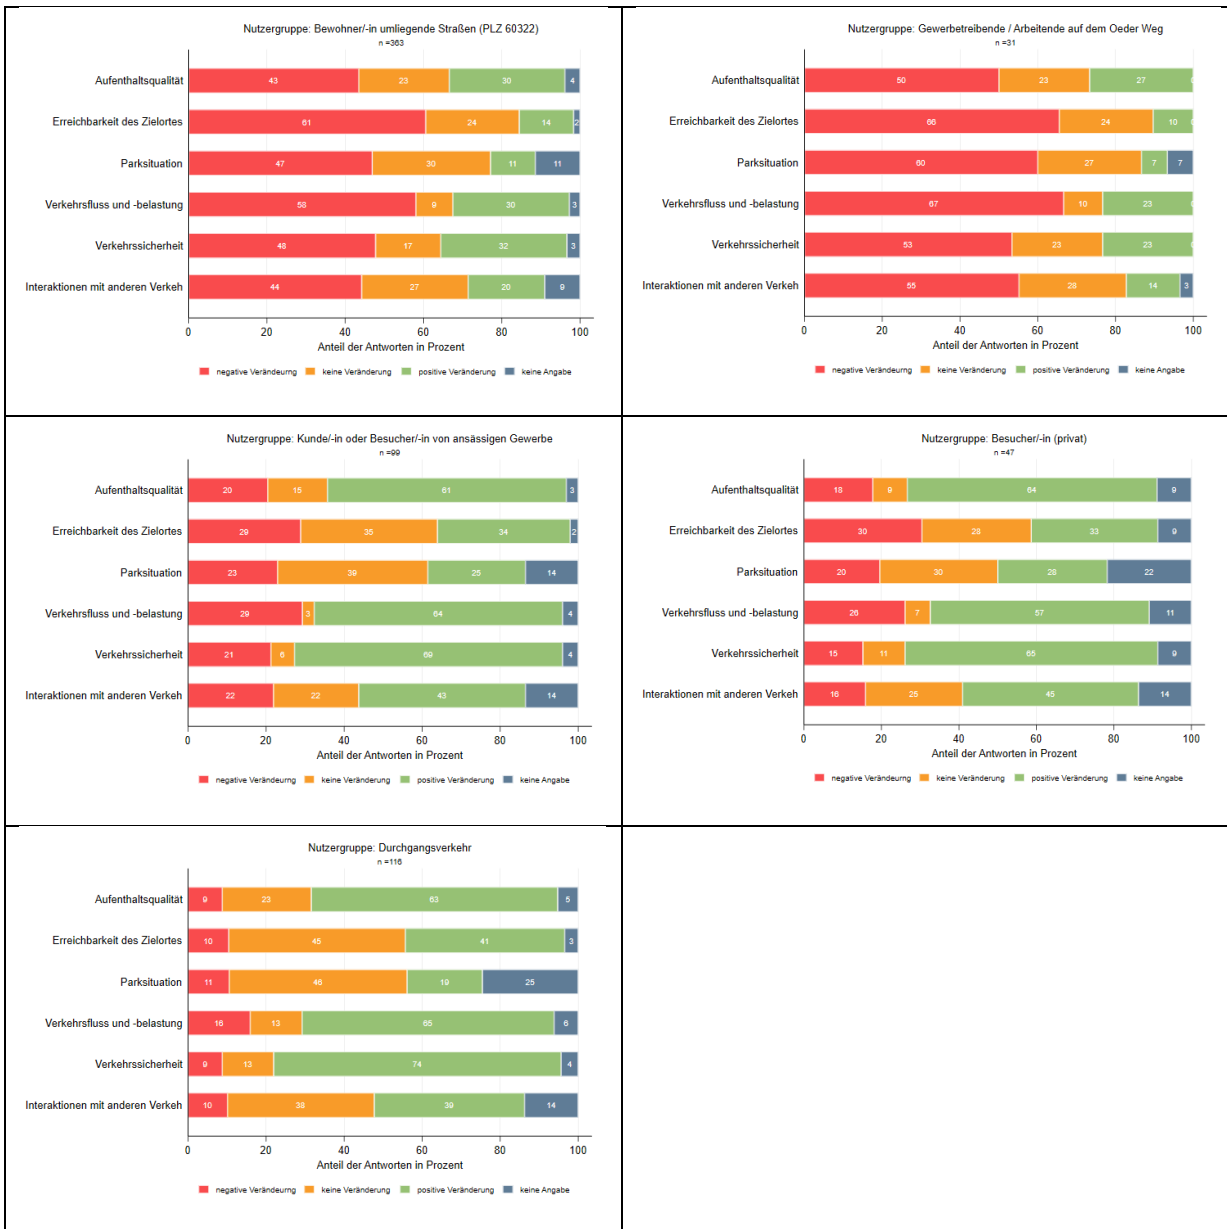 Nutzergruppe: Bewohner/-in umliegende Straßen (PLZ 60322)
n =363
Aufenthaltsqualität 43 23 30 4
Erreichbarkeit des Zielortes 61 24 14 2
Parksituation 47 30 11 11
Verkehrsfluss und -belastung 58 9 30 3
Verkehrssicherheit 48 17 32 3
Interaktionen mit anderen Verkeh 44 27 20 9
0 20 40 60 80 100
Anteil der Antworten in Prozent
negative Verändeurng keine Veränderung positive Veränderung keine Angabe
Nutzergruppe: Gewerbetreibende / Arbeitende auf dem Oeder Weg
n =31
Aufenthaltsqualität 50 23 27 0
Erreichbarkeit des Zielortes 66 24 10 0
Parksituation 60 27 7 7
Verkehrsfluss und -belastung 67 10 23 0
Verkehrssicherheit 53 23 23 0
Interaktionen mit anderen Verkeh 55 28 14 3
0 20 40 60 80 100
Anteil der Antworten in Prozent
negative Verändeurng keine Veränderung positive Veränderung keine Angabe
Nutzergruppe: Kunde/-in oder Besucher/-in von ansässigen Gewerbe
n =99
Aufenthaltsqualität 20 15 61 3
Erreichbarkeit des Zielortes 29 35 34 2
Parksituation 23 39 25 14
Verkehrsfluss und -belastung 29 3 64 4
Verkehrssicherheit 21 6 69 4
Interaktionen mit anderen Verkeh 22 22 43 14
0 20 40 60 80 100
Anteil der Antworten in Prozent
negative Verändeurng keine Veränderung positive Veränderung keine Angabe
Nutzergruppe: Besucher/-in (privat)
n =47
Aufenthaltsqualität 18 9 64 9
Erreichbarkeit des Zielortes 30 28 33 9
Parksituation 20 30 28 22
Verkehrsfluss und -belastung 26 7 57 11
Verkehrssicherheit 15 11 65 9
Interaktionen mit anderen Verkeh 16 25 45 14
0 20 40 60 80 100
Anteil der Antworten in Prozent
negative Verändeurng keine Veränderung positive Veränderung keine Angabe
Nutzergruppe: Durchgangsverkehr
n =116
Aufenthaltsqualität 9 23 63 5
Erreichbarkeit des Zielortes 10 45 41 3
Parksituation 11 46 19 25
Verkehrsfluss und -belastung 16 13 65 6
Verkehrssicherheit 9 13 74 4
Interaktionen mit anderen Verkeh 10 38 39 14
0 20 40 60 80 100
Anteil der Antworten in Prozent
negative Verändeurng keine Veränderung positive Veränderung keine Angabe